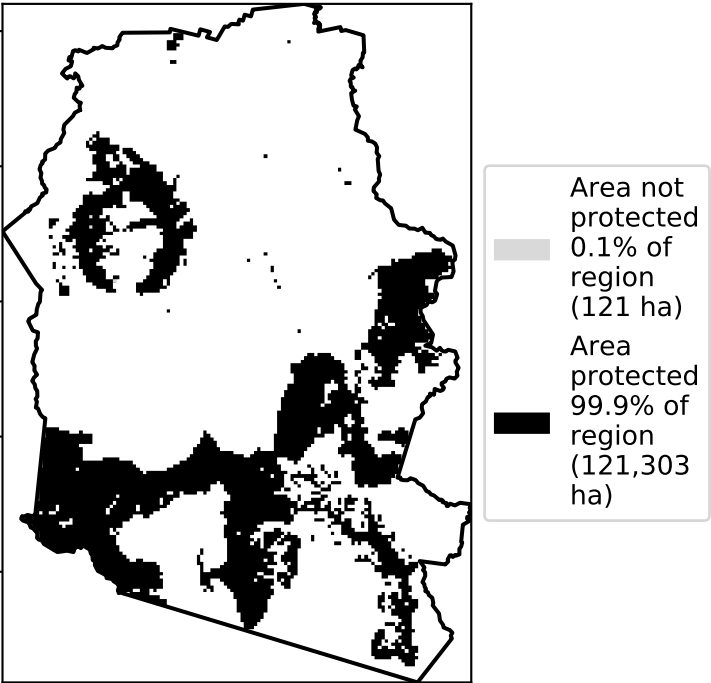 Area not
protected
0.1% of
region
(121 ha)
Area
protected
99.9% of
region
(121,303
ha)